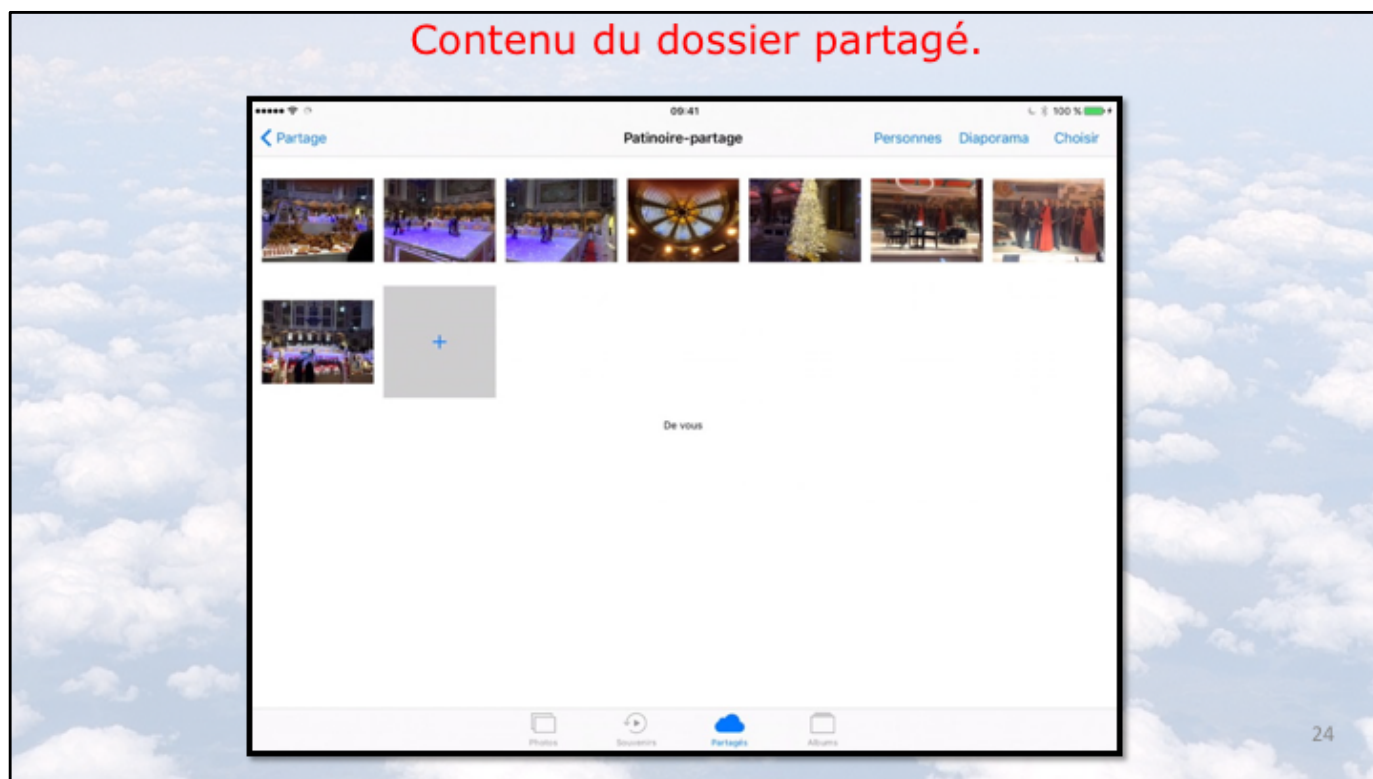 Contenu du dossier partagé.
09:41
100 %
Partage
Patinoire-partage
Personnes Diaporama Choisir
De vous
Photos Souvenirs Partagés Albums
24